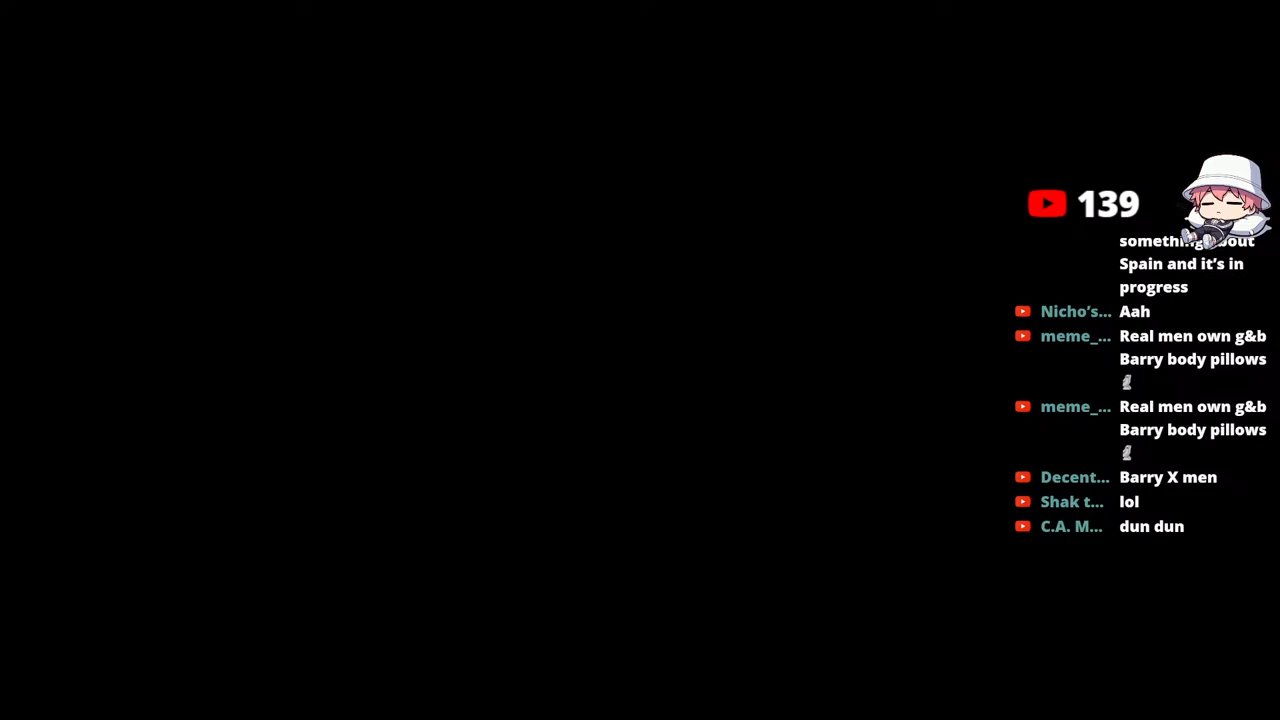 139
something about
Spain and it’s in
progress
Nicho’s... Aah
meme_... Real men own g&b
Barry body pillows
🗿
meme_... Real men own g&b
Barry body pillows
🗿
Decent... Barry X men
Shak t... lol
C.A. M... dun dun